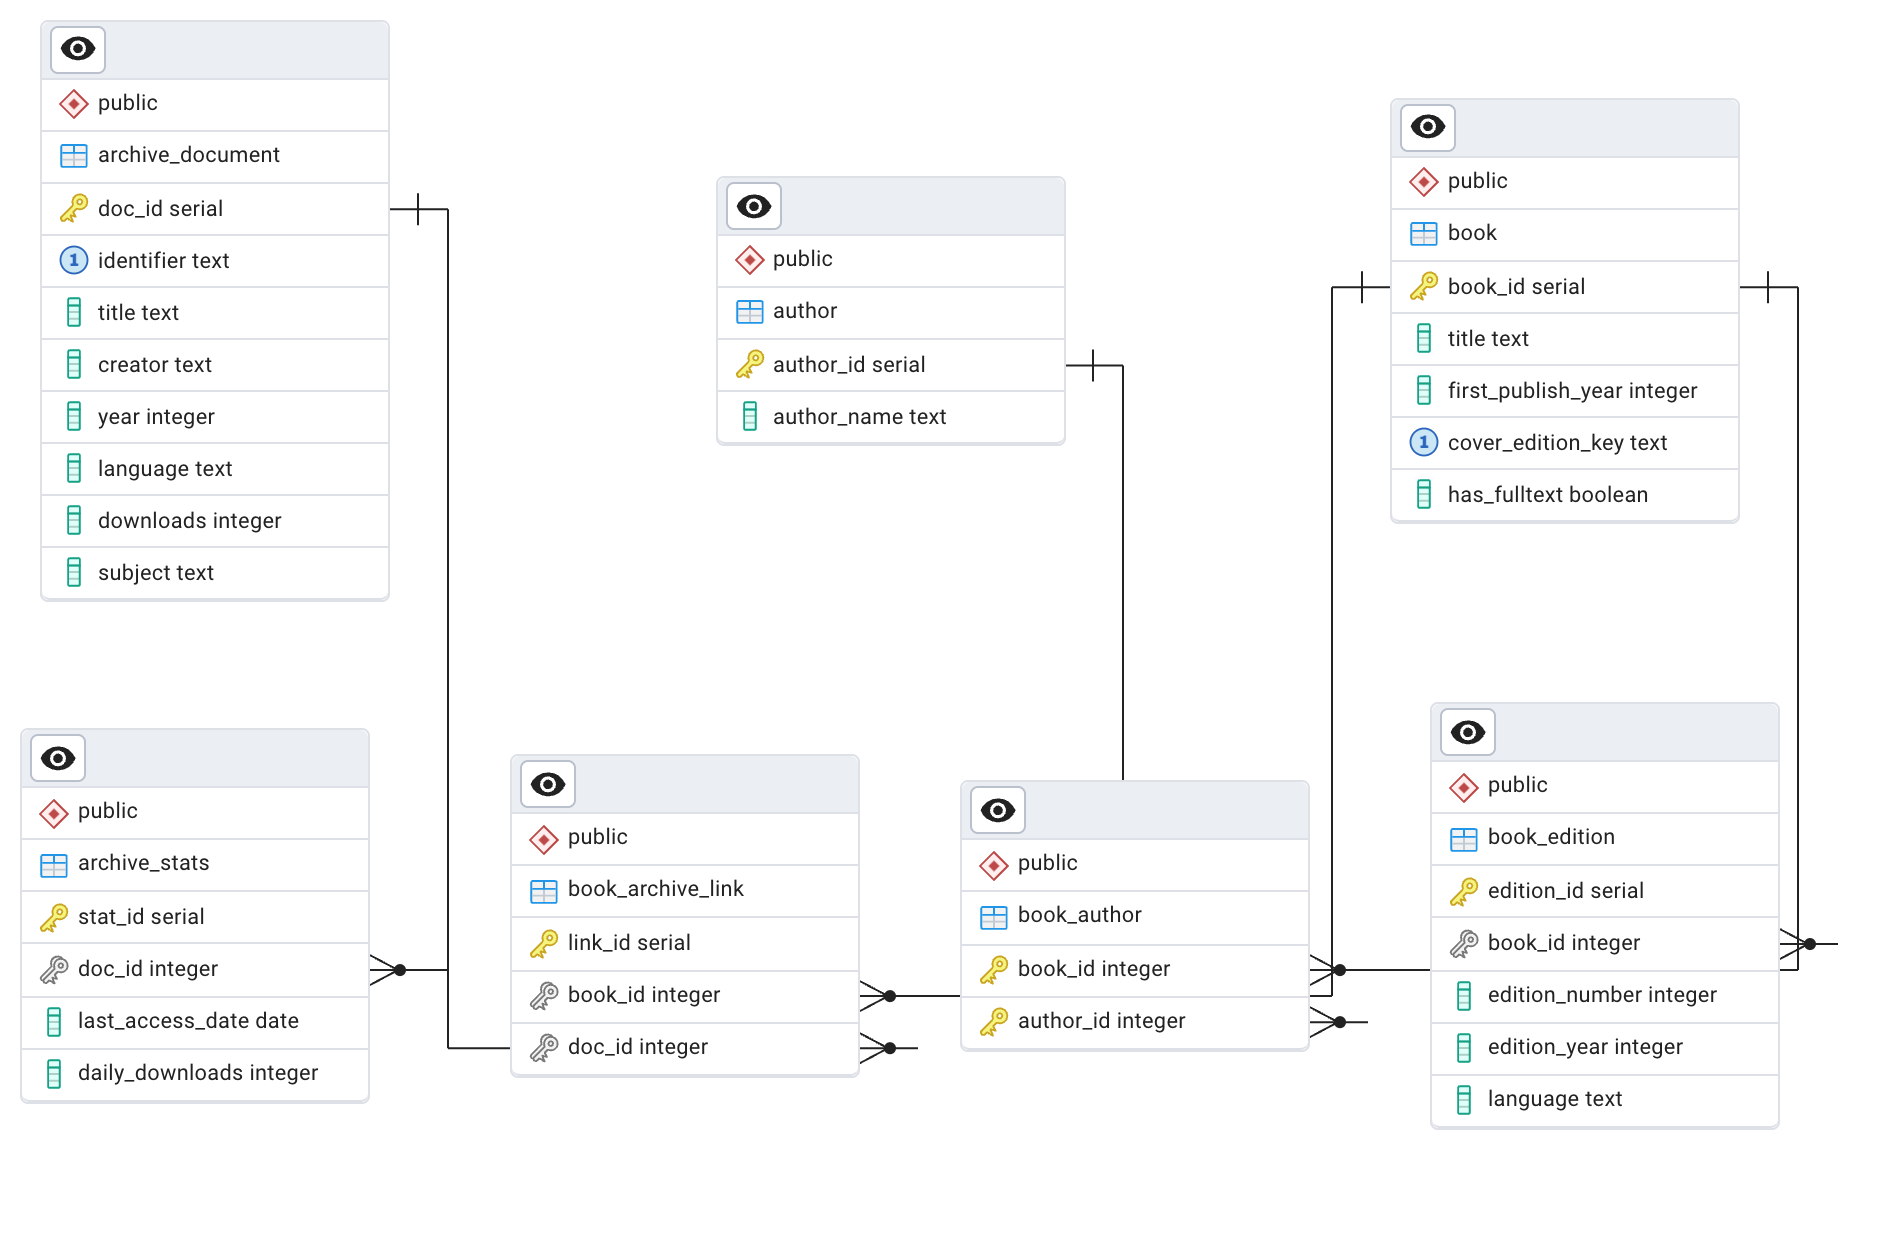 public
archive_document
doc_id serial
1 identifier text
title text
creator text
year integer
language text
downloads integer
subject text
public
author
author_id serial
author_name text
public
book
book_id serial
title text
first_publish_year integer
1 cover_edition_key text
has_fulltext boolean
public
archive_stats
stat_id serial
doc_id integer
last_access_date date
daily_downloads integer
public
book_archive_link
link_id serial
book_id integer
doc_id integer
public
book_author
book_id integer
author_id integer
public
book_edition
edition_id serial
book_id integer
edition_number integer
edition_year integer
language text